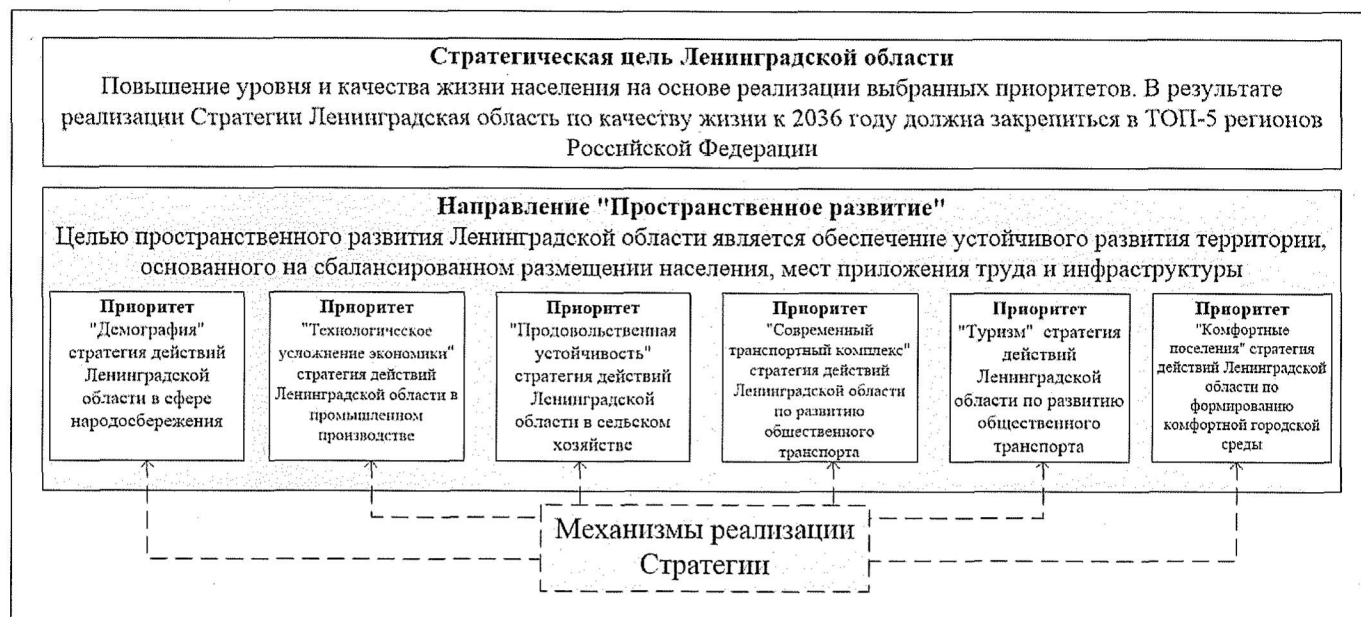 Стратегическая цель Ленинградской области
Повышение уровня и качества жизни населения на основе реализации выбранных приоритетов. В результате
реализации Стратегии Ленинградская область по качеству жизни к 2036 году должна закрепиться в ТОП-5 регионов
Российской Федерации
Направление "Пространственное развитие"
Целью пространственного развития Ленинградской области является обеспечение устойчивого развития территории,
основанного на сбалансированном размещении населения, мест приложения труда и инфраструктуры
Приоритет
"Демография"
стратегия действий
Ленинградской
области в сфере
народосбережения
Приоритет
"Технологическое
усложнение экономики"
стратегия действий
Ленинградской области в
промышленном
производстве
Приоритет
"Продовольственная
устойчивость"
стратегия действий
Ленинградской
области в сельском
хозяйстве
Приоритет
"Современный
транспортный комплекс"
стратегия действий
Ленинградской области
по развитию
общественного
транспорта
Приоритет
"Туризм" стратегия
действий
Ленинградской
области по развитию
общественного
транспорта
Приоритет
"Комфортные
поселения" стратегия
действий Ленинградской
области по
формированию
комфортной городской
среды
Механизмы реализации
Стратегии